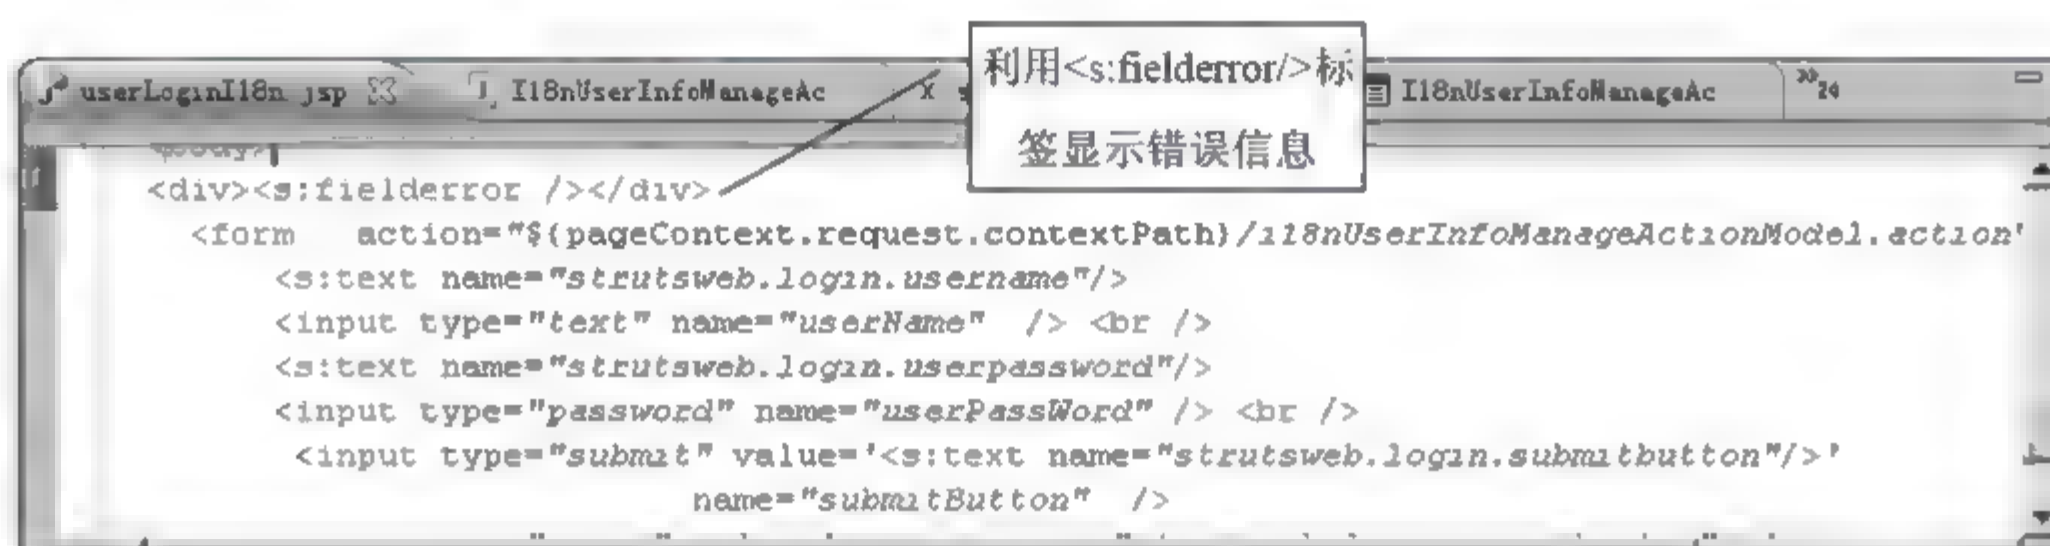 利用<s:fielderror/>标
签显示错误信息
userLoginI18n.jsp I18nUserInfoManageAc x I18nUserInfoManageAc »24
<body>
<div><s:fielderror /></div>
<form action="${pageContext.request.contextPath}/i18nUserInfoManageActionModel.action"
<s:text name="strutsweb.login.username"/>
<input type="text" name="userName" /> <br />
<s:text name="strutsweb.login.userpassword"/>
<input type="password" name="userPassWord" /> <br />
<input type="submit" value='<s:text name="strutsweb.login.submitbutton"/>'
name="submitButton" />